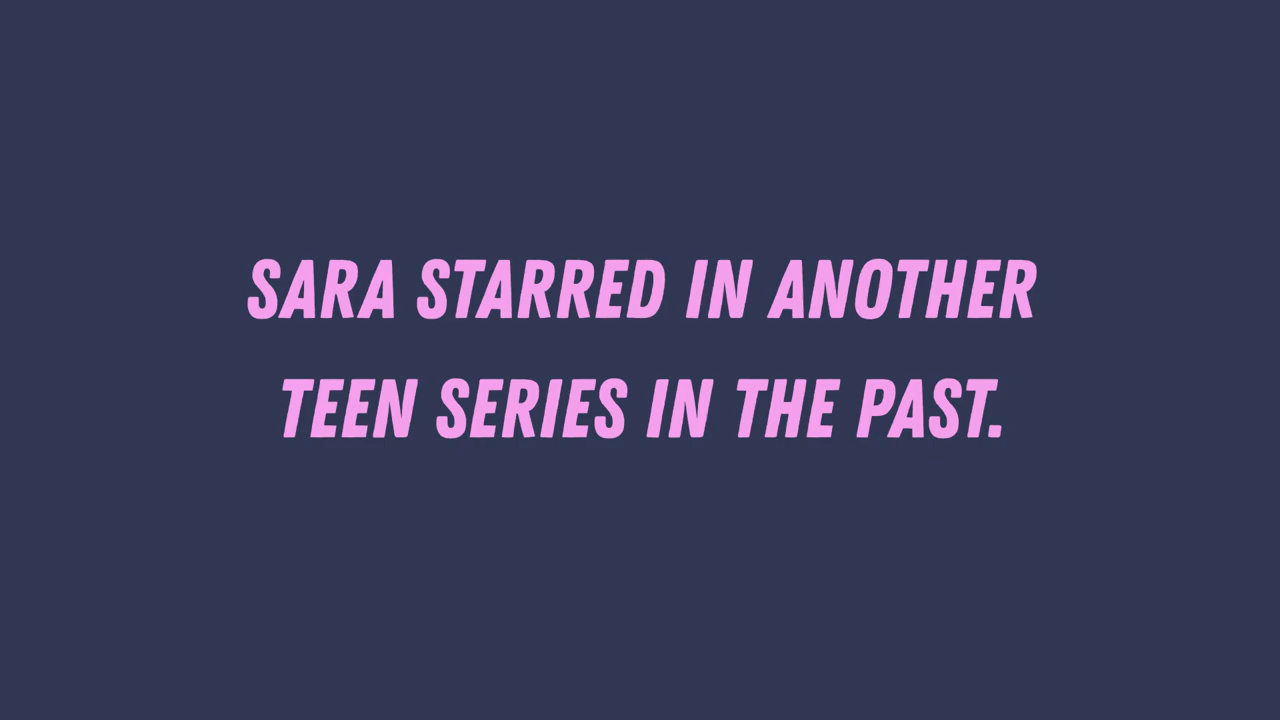 SARA STARRED IN ANOTHER
TEEN SERIES IN THE PAST.